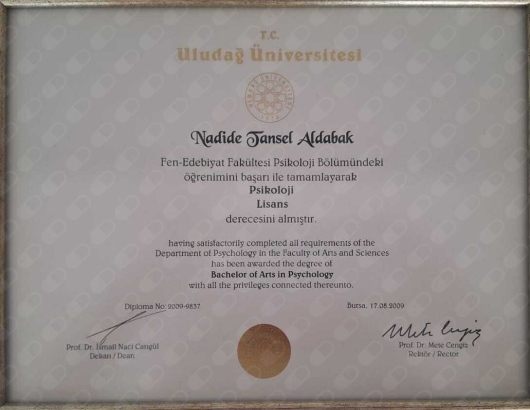 T.C.
Uludağ Üniversitesi
Nadide Tansel Aldabak
Fen-Edebiyat Fakültesi Psikoloji Bölümündeki
öğrenimini başarı ile tamamlayarak
Psikoloji
Lisans
derecesini almıştır.
having satisfactorily completed all requirements of the
Department of Psychology in the Faculty of Arts and Sciences
has been awarded the degree of
Bachelor of Arts in Psychology
with all the privileges connected thereunto.
Diploma No: 2009-9837
Bursa, 17.08.2009
Prof. Dr. İsmail Naci Cangül
Dekan / Dean
Mete Cengiz
Prof. Dr. Mete Cengiz
Rektör / Rector